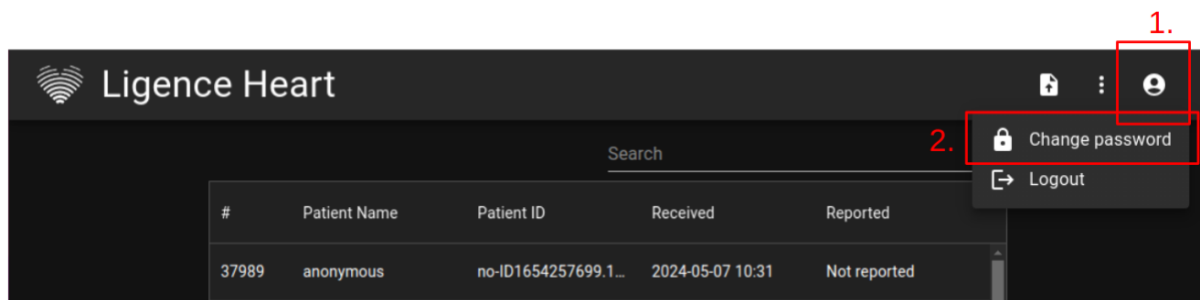 1.
Ligence Heart
2.
Change password
Search
Logout
# Patient Name Patient ID Received Reported
37989 anonymous no-ID1654257699.1... 2024-05-07 10:31 Not reported